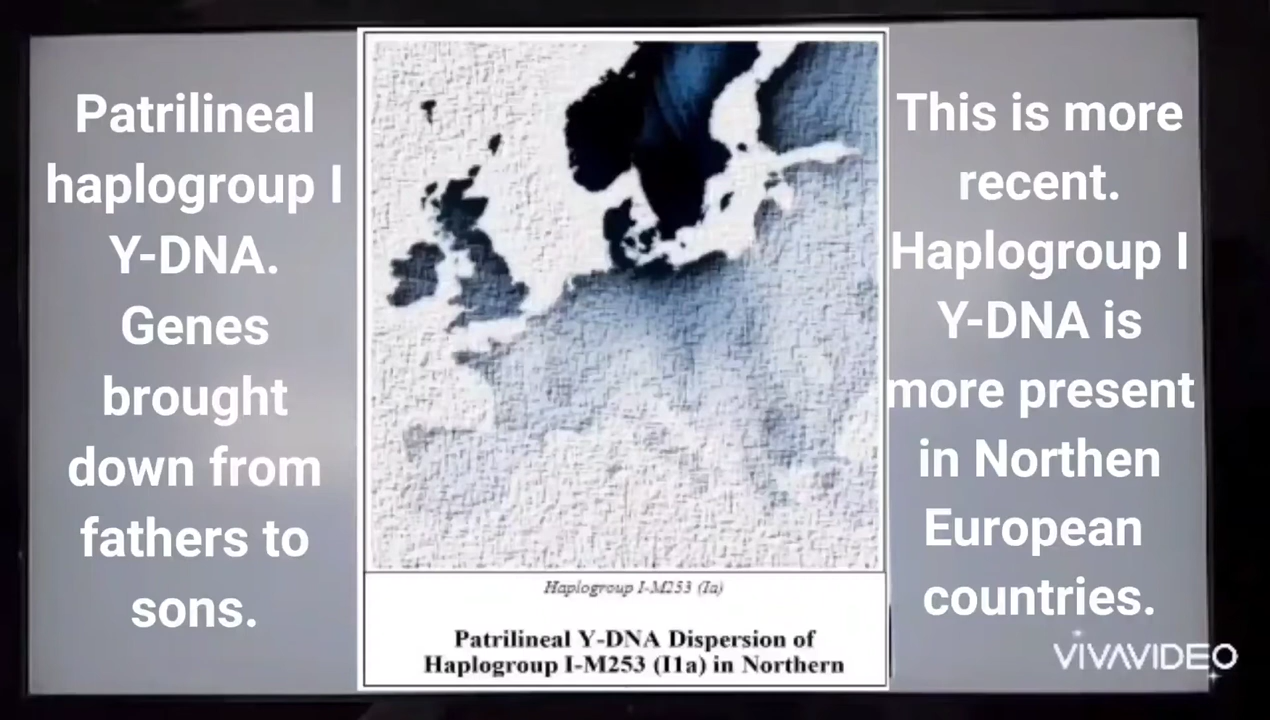 Patrilineal
haplogroup I
Y-DNA.
Genes
brought
down from
fathers to
sons.
Haplogroup I-M253 (Ia)
Patrilineal Y-DNA Dispersion of
Haplogroup I-M253 (I1a) in Northern
This is more
recent.
Haplogroup I
Y-DNA is
more present
in Northen
European
countries.
VIVAVIDEO